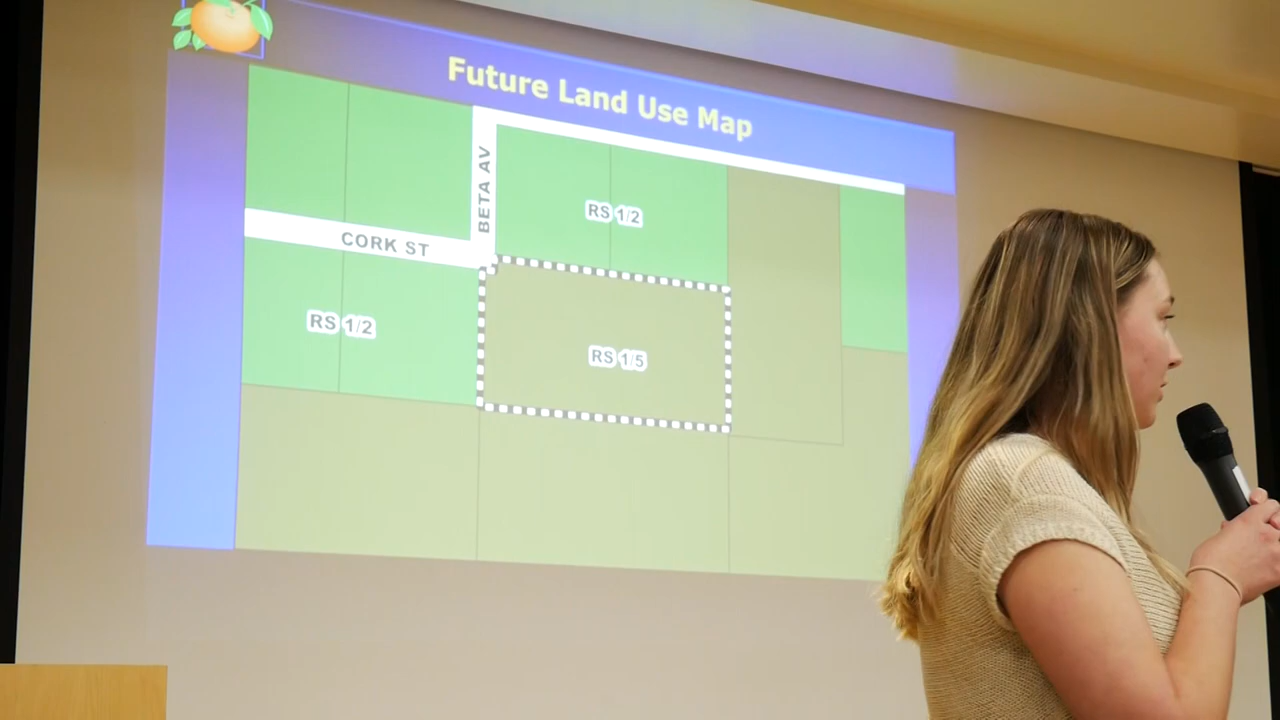 Future Land Use Map
BETA AV
RS 1/2
CORK ST
RS 1/2
RS 1/5